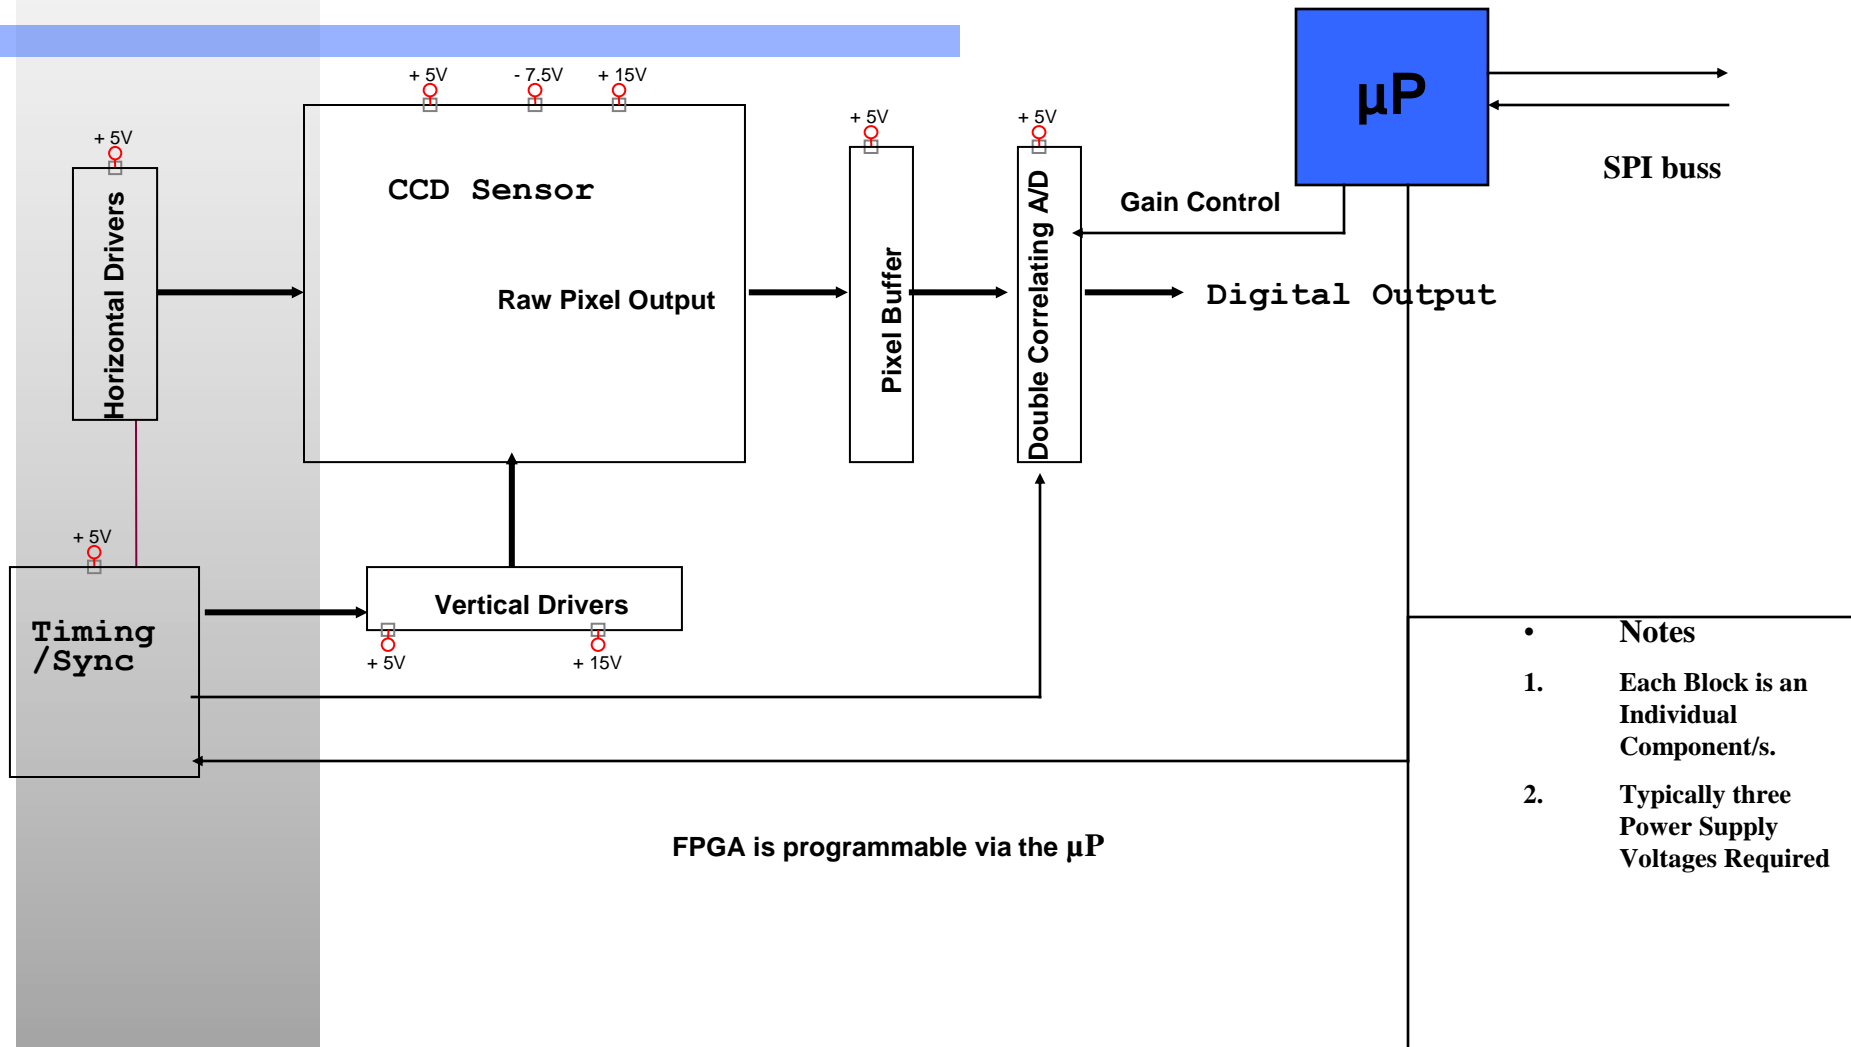 + 5V
- 7.5V
+ 15V
µP
+ 5V
+ 5V
+ 5V
SPI buss
CCD Sensor
Gain Control
Horizontal Drivers
Raw Pixel Output
Pixel Buffer
Double Correlating A/D
Digital Output
+ 5V
Timing
/Sync
Vertical Drivers
+ 5V
+ 15V
• Notes
1. Each Block is an
Individual
Component/s.
2. Typically three
Power Supply
Voltages Required
FPGA is programmable via the µP